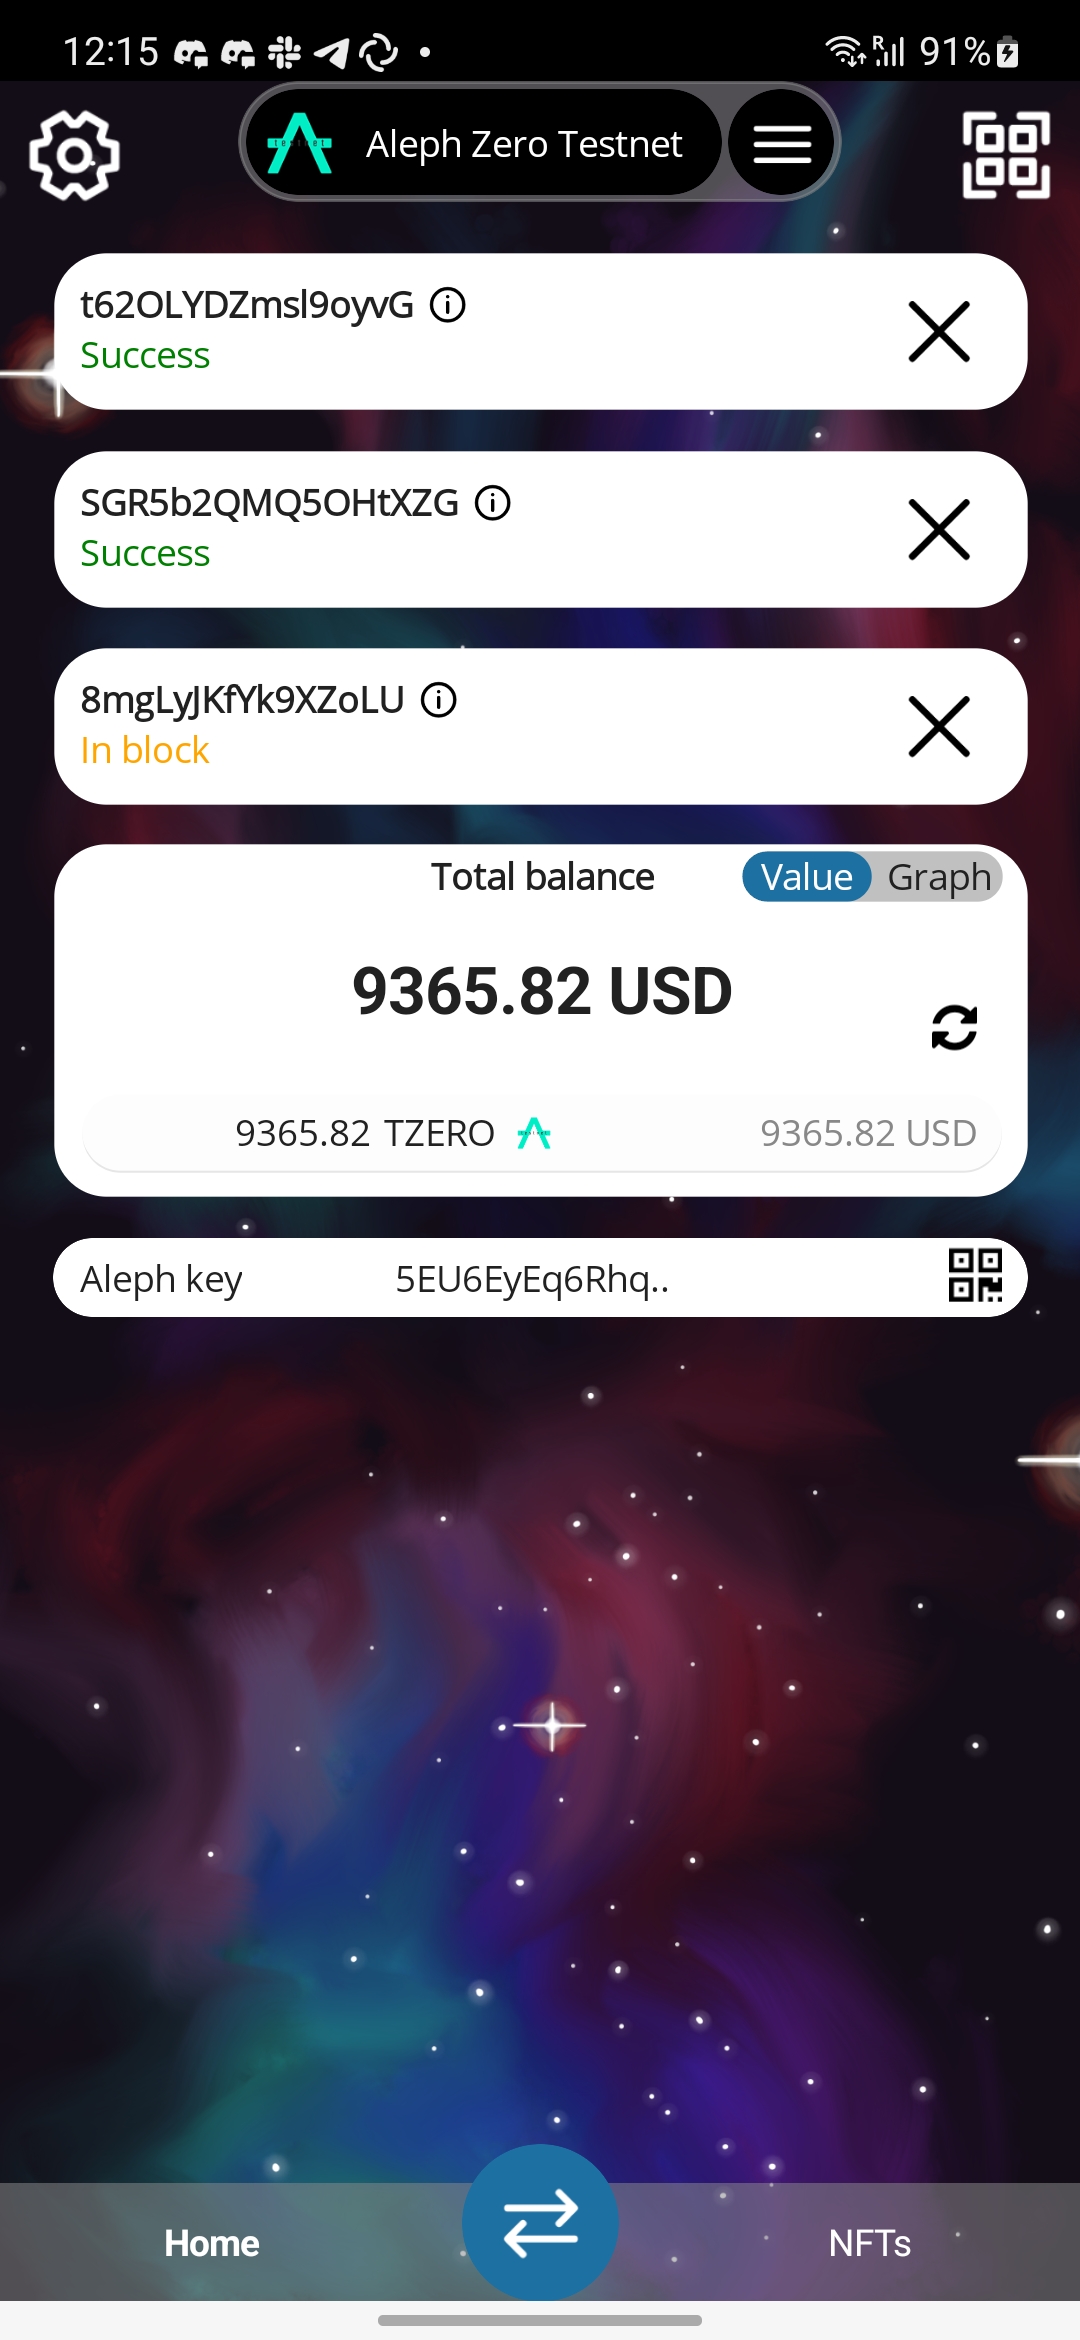 12:15
R
91%
testnet
Aleph Zero Testnet
t62OLYDZmsl9oyvG
Success
SGR5b2QMQ5OHtXZG
Success
8mgLyJKfYk9XZoLU
In block
Total balance
Value
Graph
9365.82 USD
9365.82 TZERO
9365.82 USD
Aleph key
5EU6EyEq6Rhq..
Home
NFTs